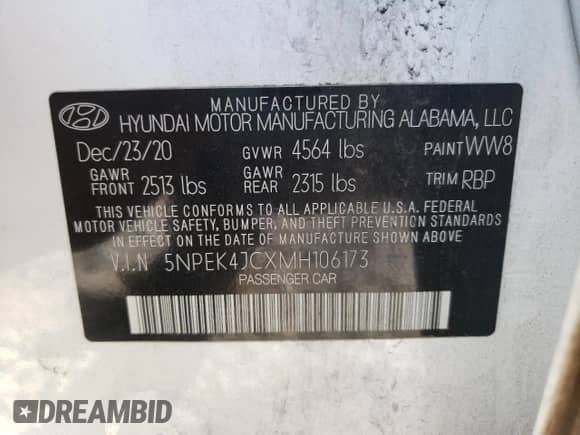 MANUFACTURED BY
HYUNDAI MOTOR MANUFACTURING ALABAMA, LLC
Dec/23/20 GVWR 4564 lbs PAINT WW8
GAWR FRONT 2513 lbs GAWR REAR 2315 lbs TRIM RBP
THIS VEHICLE CONFORMS TO ALL APPLICABLE U.S.A. FEDERAL
MOTOR VEHICLE SAFETY, BUMPER, AND THEFT PREVENTION STANDARDS
IN EFFECT ON THE DATE OF MANUFACTURE SHOWN ABOVE
V.I.N 5NPEK4JCXMH106173
PASSENGER CAR
DREAMBID